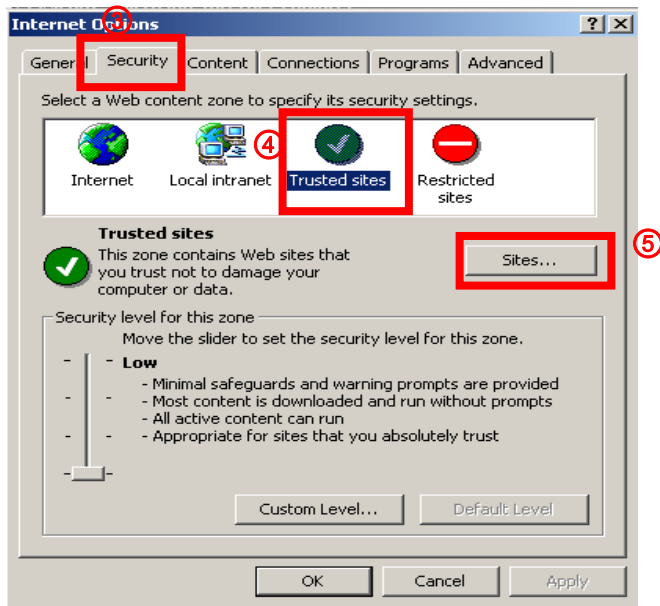 ③
Internet Options
General Security Content Connections Programs Advanced
Select a Web content zone to specify its security settings.
④
Internet Local intranet Trusted sites Restricted sites
Trusted sites
This zone contains Web sites that
you trust not to damage your
computer or data.
Sites...
⑤
Security level for this zone
Move the slider to set the security level for this zone.
Low
- Minimal safeguards and warning prompts are provided
- Most content is downloaded and run without prompts
- All active content can run
- Appropriate for sites that you absolutely trust
Custom Level... Default Level
OK Cancel Apply